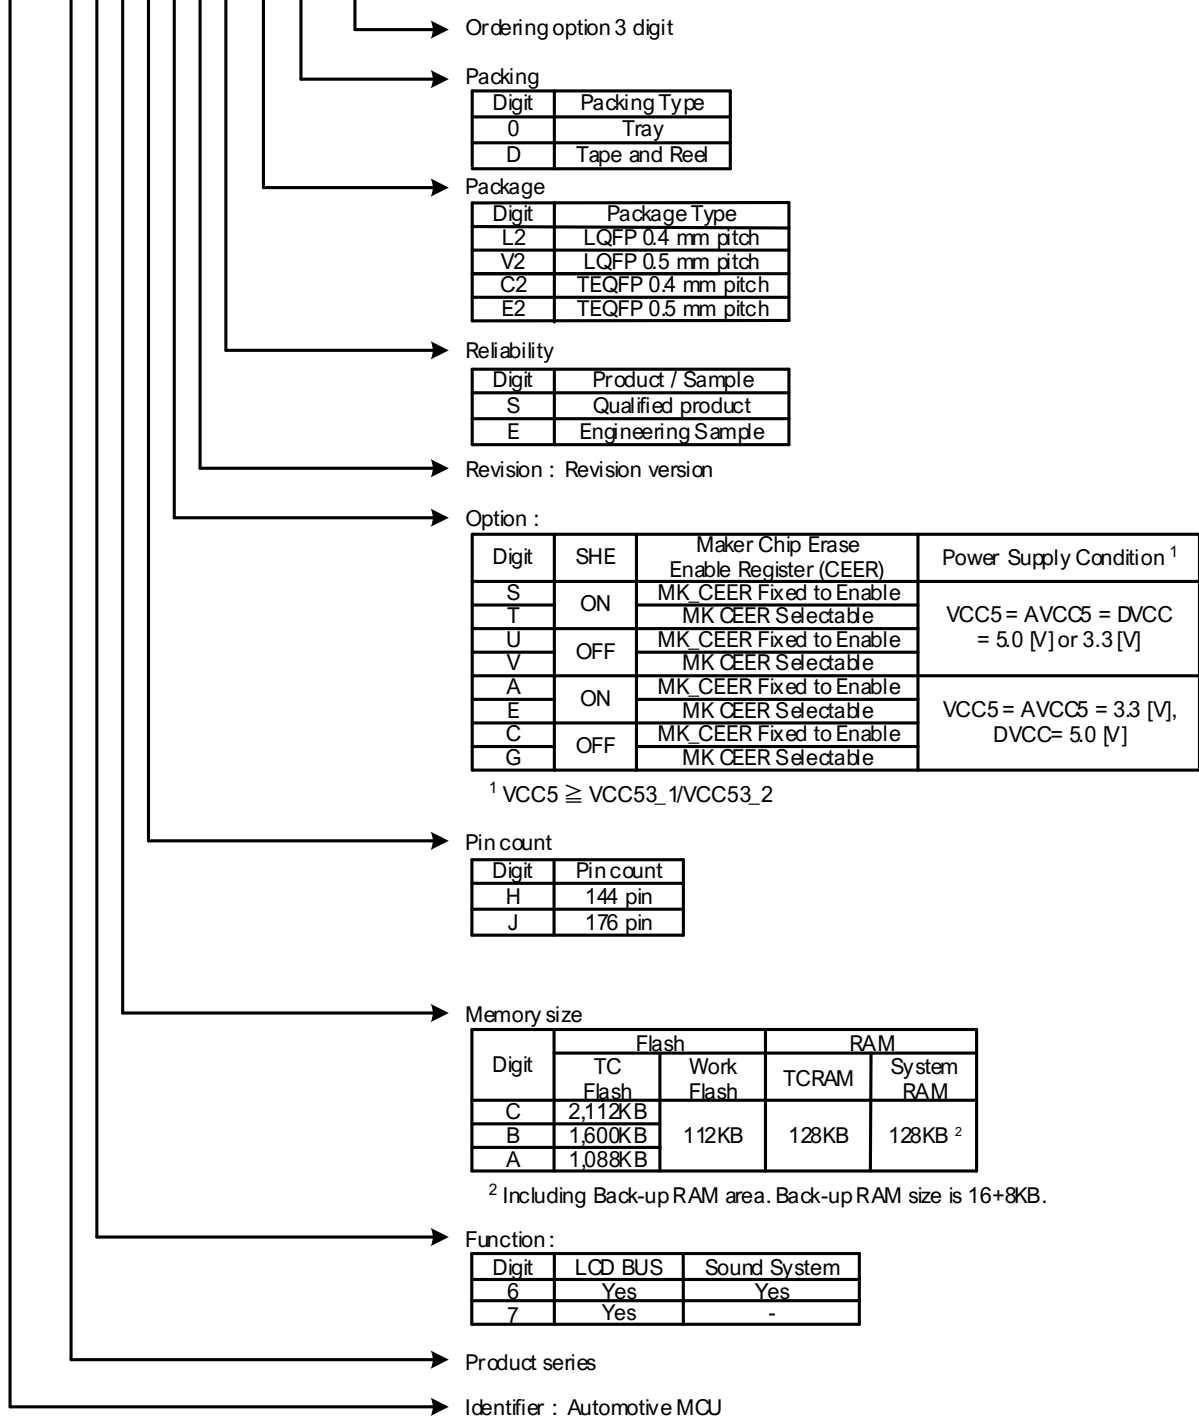 Ordering option 3 digit
Packing
Digit Packing Type
0 Tray
D Tape and Reel
Package
Digit Package Type
L2 LQFP 0.4 mm pitch
V2 LQFP 0.5 mm pitch
C2 TEQFP 0.4 mm pitch
E2 TEQFP 0.5 mm pitch
Reliability
Digit Product / Sample
S Qualified product
E Engineering Sample
Revision : Revision version
Option :
Digit SHE Maker Chip Erase Enable Register (CEER) Power Supply Condition 1
S ON MK_CEER Fixed to Enable VCC5 = AVCC5 = DVCC = 5.0 [V] or 3.3 [V]
T MK CEER Selectable
U OFF MK_CEER Fixed to Enable
V MK CEER Selectable
A ON MK_CEER Fixed to Enable VCC5 = AVCC5 = 3.3 [V], DVCC= 5.0 [V]
E MK CEER Selectable
C OFF MK_CEER Fixed to Enable
G MK CEER Selectable
1 VCC5 ≧ VCC53_1/VCC53_2
Pin count
Digit Pin count
H 144 pin
J 176 pin
Memory size
Digit Flash RAM
TC Flash Work Flash TCRAM System RAM
C 2,112KB 112KB 128KB 128KB 2
B 1,600KB
A 1,088KB
2 Including Back-up RAM area. Back-up RAM size is 16+8KB.
Function :
Digit LCD BUS Sound System
6 Yes Yes
7 Yes -
Product series
Identifier : Automotive MCU